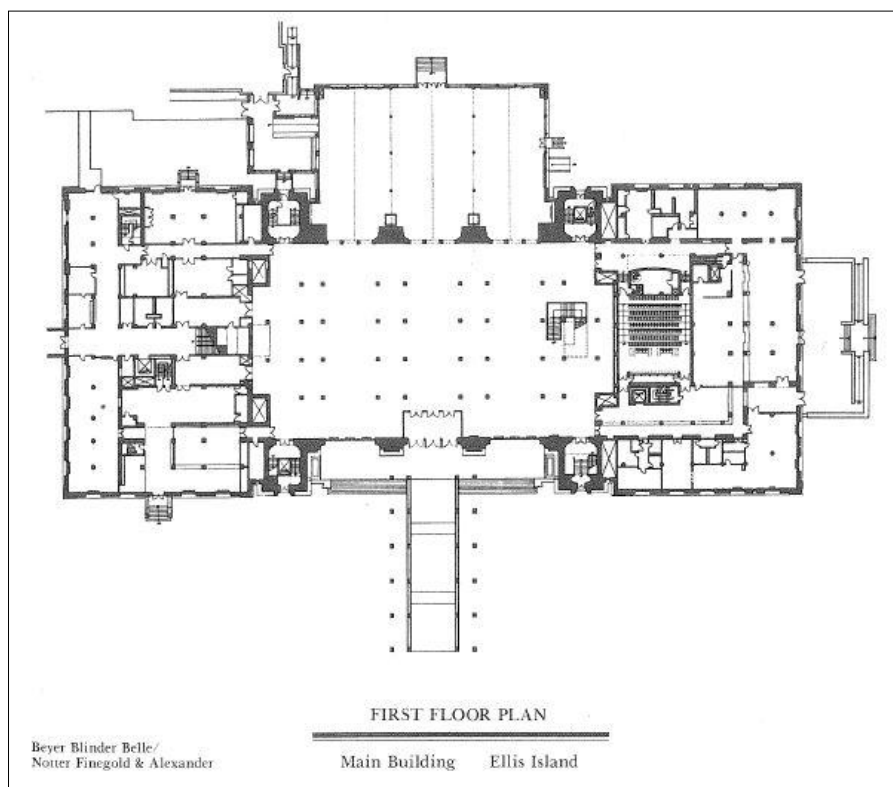 FIRST FLOOR PLAN
Beyer Blinder Belle/
Notter Finegold & Alexander
Main Building Ellis Island